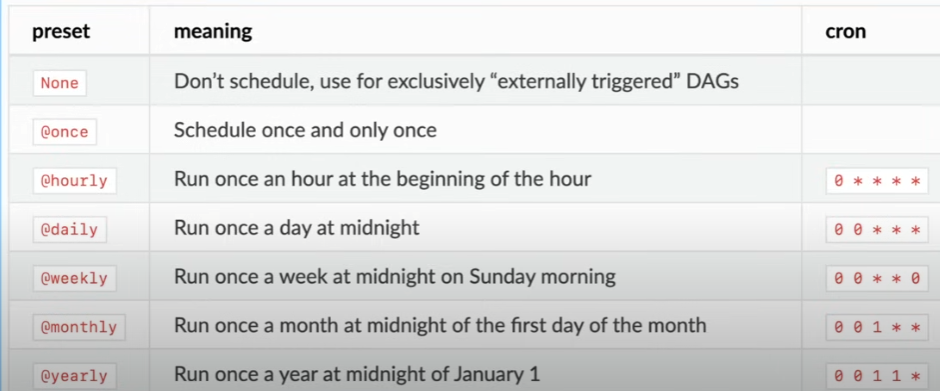 preset meaning cron
None Don’t schedule, use for exclusively “externally triggered” DAGs
@once Schedule once and only once
@hourly Run once an hour at the beginning of the hour 0 * * * *
@daily Run once a day at midnight 0 0 * * *
@weekly Run once a week at midnight on Sunday morning 0 0 * * 0
@monthly Run once a month at midnight of the first day of the month 0 0 1 * *
@yearly Run once a year at midnight of January 1 0 0 1 1 *